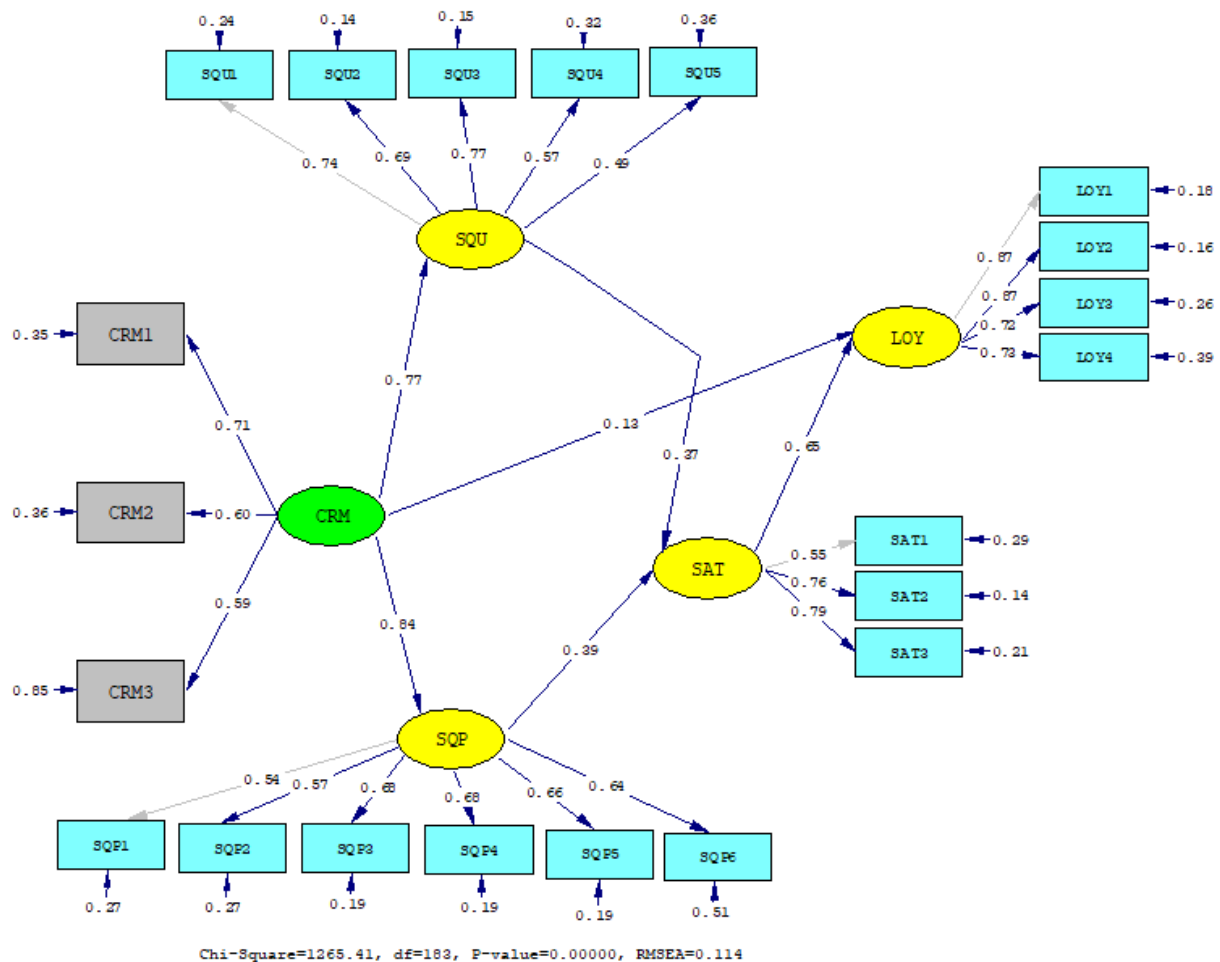 0.24 0.14 0.15 0.32 0.36
SQU1 SQU2 SQU3 SQU4 SQU5
0.74 0.69 0.77 0.57 0.49
SQU
LOY1 0.18
LOY2 0.16
LOY3 0.26
LOY4 0.39
0.87
0.87
0.72
0.73
LOY
0.35 CRM1
0.77
0.71
0.13
0.37
0.65
0.36 CRM2 0.60 CRM
SAT
0.55 SAT1 0.29
0.76 SAT2 0.14
0.79 SAT3 0.21
0.59
0.84
0.39
0.85 CRM3
SQP
0.54 0.57 0.68 0.68 0.66 0.64
SQP1 SQP2 SQP3 SQP4 SQP5 SQP6
0.27 0.27 0.19 0.19 0.19 0.51
Chi-Square=1265.41, df=183, P-value=0.00000, RMSEA=0.114